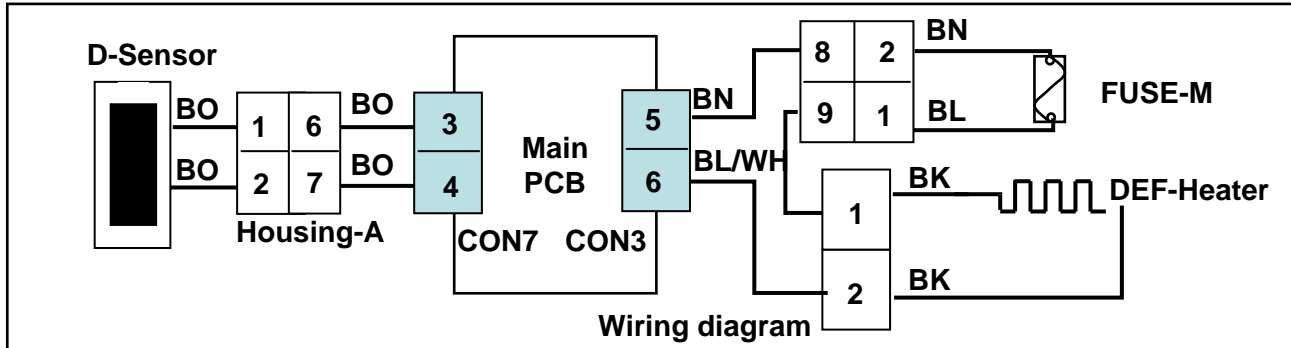 D-Sensor
BO
BO
1 6
2 7
Housing-A
BO
BO
3
4
CON7
Main
PCB
CON3
5
6
BN
BL/WH
8 2
9 1
BN
BL
FUSE-M
1
2
BK
BK
DEF-Heater
Wiring diagram